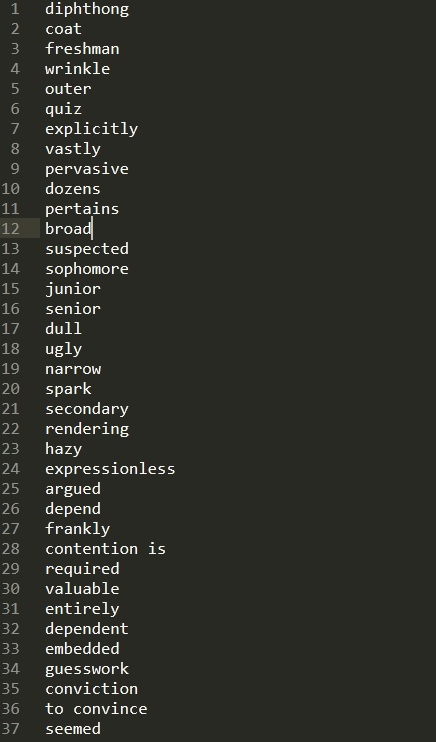 1 diphthong
2 coat
3 freshman
4 wrinkle
5 outer
6 quiz
7 explicitly
8 vastly
9 pervasive
10 dozens
11 pertains
12 broad
13 suspected
14 sophomore
15 junior
16 senior
17 dull
18 ugly
19 narrow
20 spark
21 secondary
22 rendering
23 hazy
24 expressionless
25 argued
26 depend
27 frankly
28 contention is
29 required
30 valuable
31 entirely
32 dependent
33 embedded
34 guesswork
35 conviction
36 to convince
37 seemed